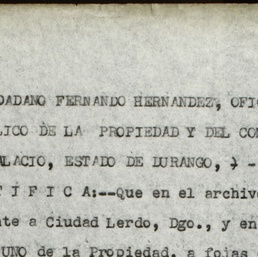 DADANO FERNANDO HERNANDEZ, OFI
LICO DE LA PROPIEDAD Y DEL CO
ALACIO, ESTADO DE DURANGO, ) -
T I F I C A:--Que en el archivo
nte a Ciudad Lerdo, Dgo., y en
UNO de la Propiedad, a fojas